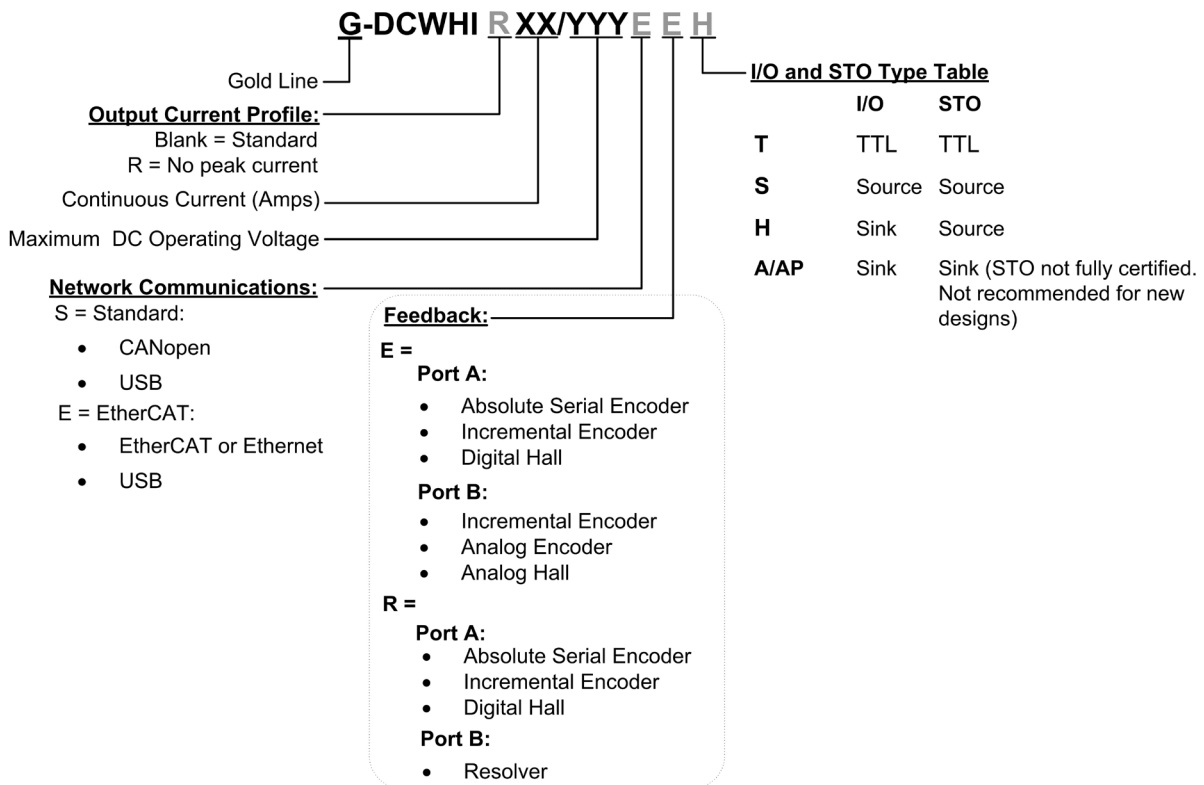 G-DCWHI R XX/YYY E E H
Gold Line
Output Current Profile:
Blank = Standard
R = No peak current
Continuous Current (Amps)
Maximum DC Operating Voltage
Network Communications:
S = Standard:
• CANopen
• USB
E = EtherCAT:
• EtherCAT or Ethernet
• USB
Feedback:
E =
Port A:
• Absolute Serial Encoder
• Incremental Encoder
• Digital Hall
Port B:
• Incremental Encoder
• Analog Encoder
• Analog Hall
R =
Port A:
• Absolute Serial Encoder
• Incremental Encoder
• Digital Hall
Port B:
• Resolver
I/O and STO Type Table
I/O STO
T TTL TTL
S Source Source
H Sink Source
A/AP Sink Sink (STO not fully certified.
Not recommended for new
designs)